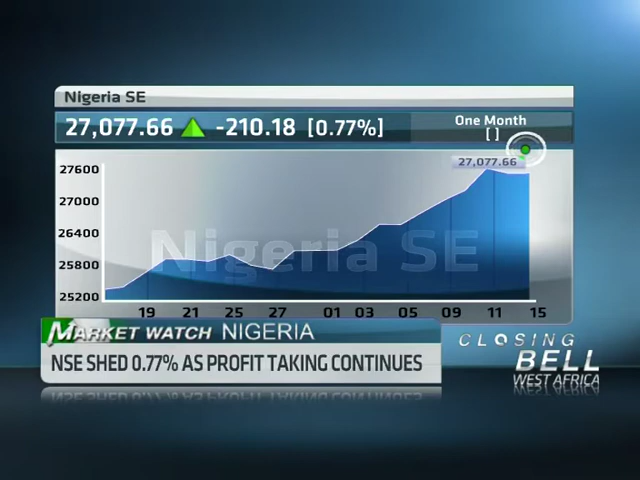 Nigeria SE
27,077.66 -210.18 [0.77%]
One Month
[ ]
27,077.66
27600
27000
26400
25800
25200
Nigeria SE
19 21 25 27 01 03 05 09 11 15
MARKET WATCH NIGERIA
NSE SHED 0.77% AS PROFIT TAKING CONTINUES
CLOSING
BELL
WEST AFRICA